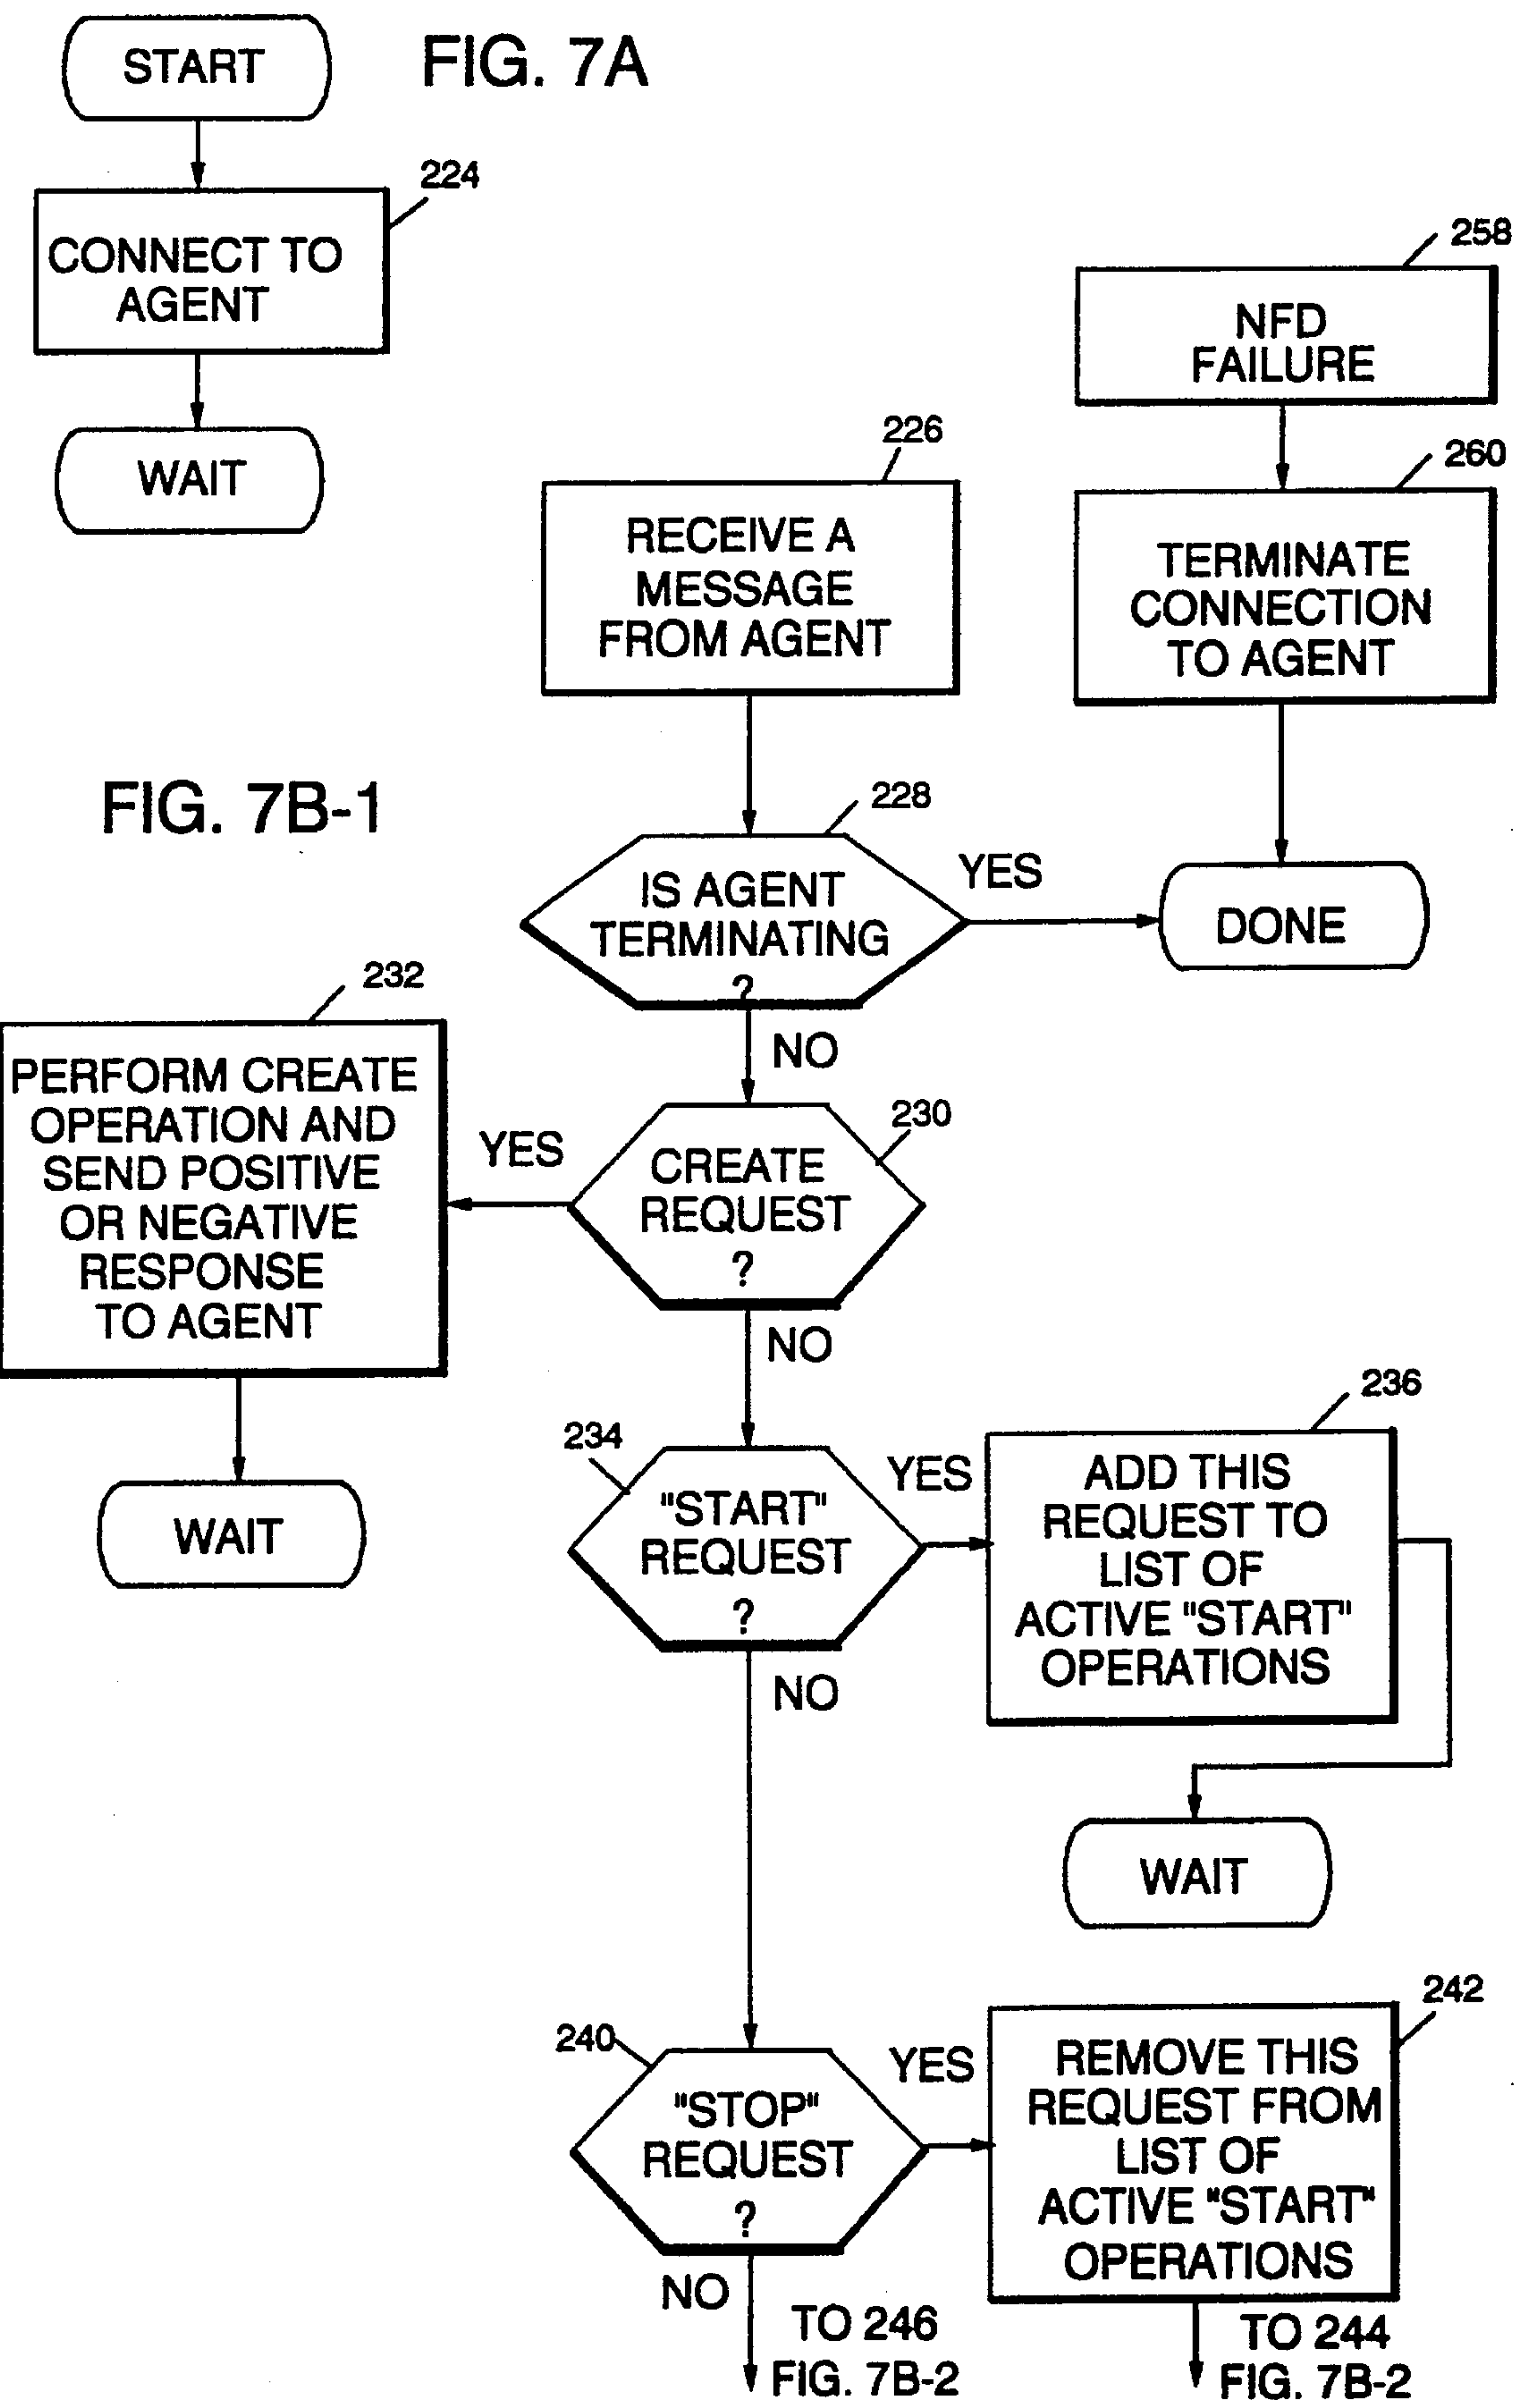 START
FIG. 7A
224
CONNECT TO
AGENT
WAIT
258
NFD
FAILURE
260
TERMINATE
CONNECTION
TO AGENT
226
RECEIVE A
MESSAGE
FROM AGENT
FIG. 7B-1
228
IS AGENT
TERMINATING
?
YES
DONE
NO
232
PERFORM CREATE
OPERATION AND
SEND POSITIVE
OR NEGATIVE
RESPONSE
TO AGENT
YES
230
CREATE
REQUEST
?
NO
WAIT
234
"START"
REQUEST
?
YES
236
ADD THIS
REQUEST TO
LIST OF
ACTIVE "START"
OPERATIONS
NO
WAIT
240
"STOP"
REQUEST
?
YES
242
REMOVE THIS
REQUEST FROM
LIST OF
ACTIVE "START"
OPERATIONS
NO
TO 246
FIG. 7B-2
TO 244
FIG. 7B-2